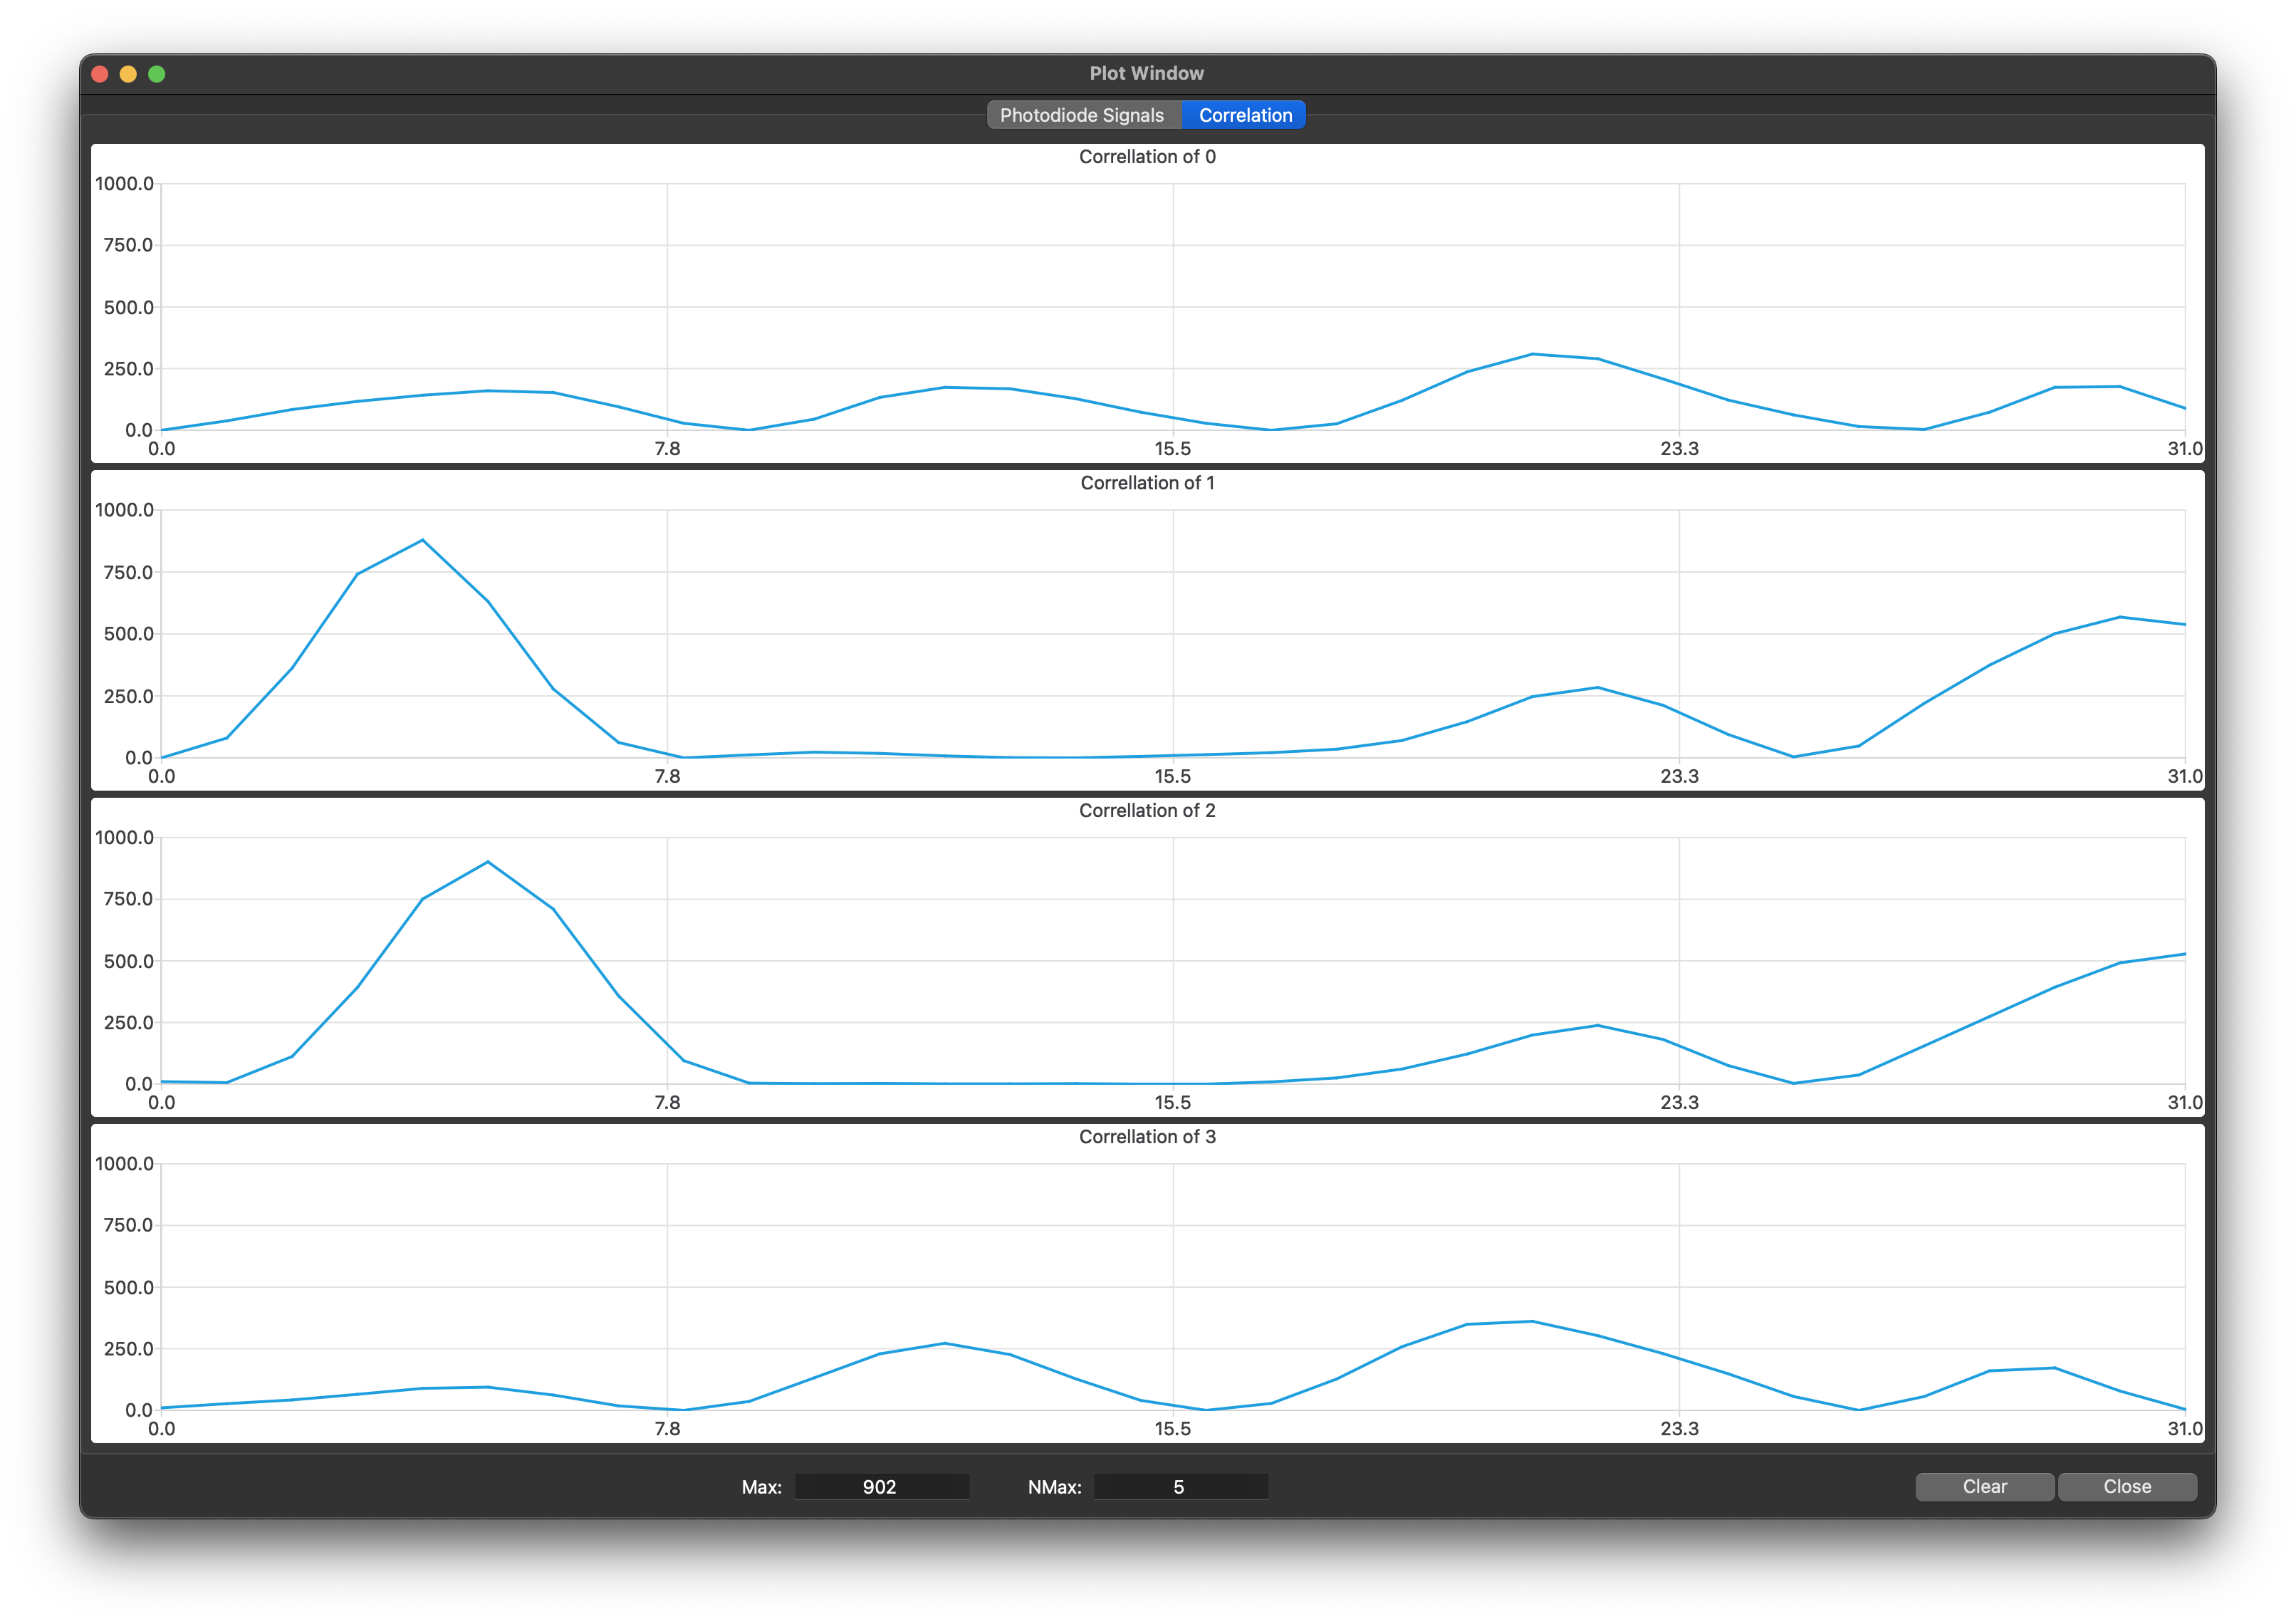 Plot Window
Photodiode Signals Correlation
Correllation of 0
1000.0
750.0
500.0
250.0
0.0
0.0 7.8 15.5 23.3 31.0
Correllation of 1
1000.0
750.0
500.0
250.0
0.0
0.0 7.8 15.5 23.3 31.0
Correllation of 2
1000.0
750.0
500.0
250.0
0.0
0.0 7.8 15.5 23.3 31.0
Correllation of 3
1000.0
750.0
500.0
250.0
0.0
0.0 7.8 15.5 23.3 31.0
Max: 902 NMax: 5 Clear Close